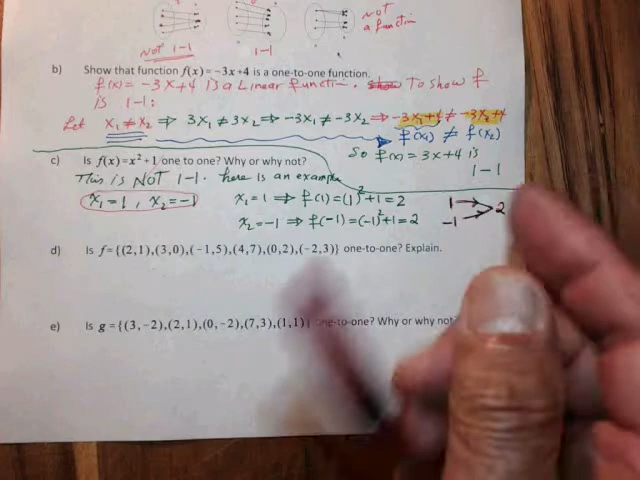 NOT 1-1
1-1
NOT
a function
b) Show that function f(x) = −3x+4 is a one-to-one function.
f(x) = -3x+4 is a Linear function. To show f
is 1-1:
Let x₁ ≠ x₂ ⇒ 3x₁ ≠ 3x₂ ⇒ -3x₁ ≠ -3x₂ ⇒ -3x₁+4 ≠ -3x₂+4
f(x₁) ≠ f(x₂)
So f(x) = 3x+4 is
1-1
c) Is f(x) = x²+1 one to one? Why or why not?
This is NOT 1-1. here is an example
x₁=1, x₂=-1
x₁=1 ⇒ f(1)=(1)²+1=2
x₂=-1 ⇒ f(-1)=(-1)²+1=2
1
-1
2
d) Is f = {(2,1),(3,0),(−1,5),(4,7),(0,2),(−2,3)} one-to-one? Explain.
e) Is g = {(3,−2),(2,1),(0,−2),(7,3),(1,1)} one-to-one? Why or why not?